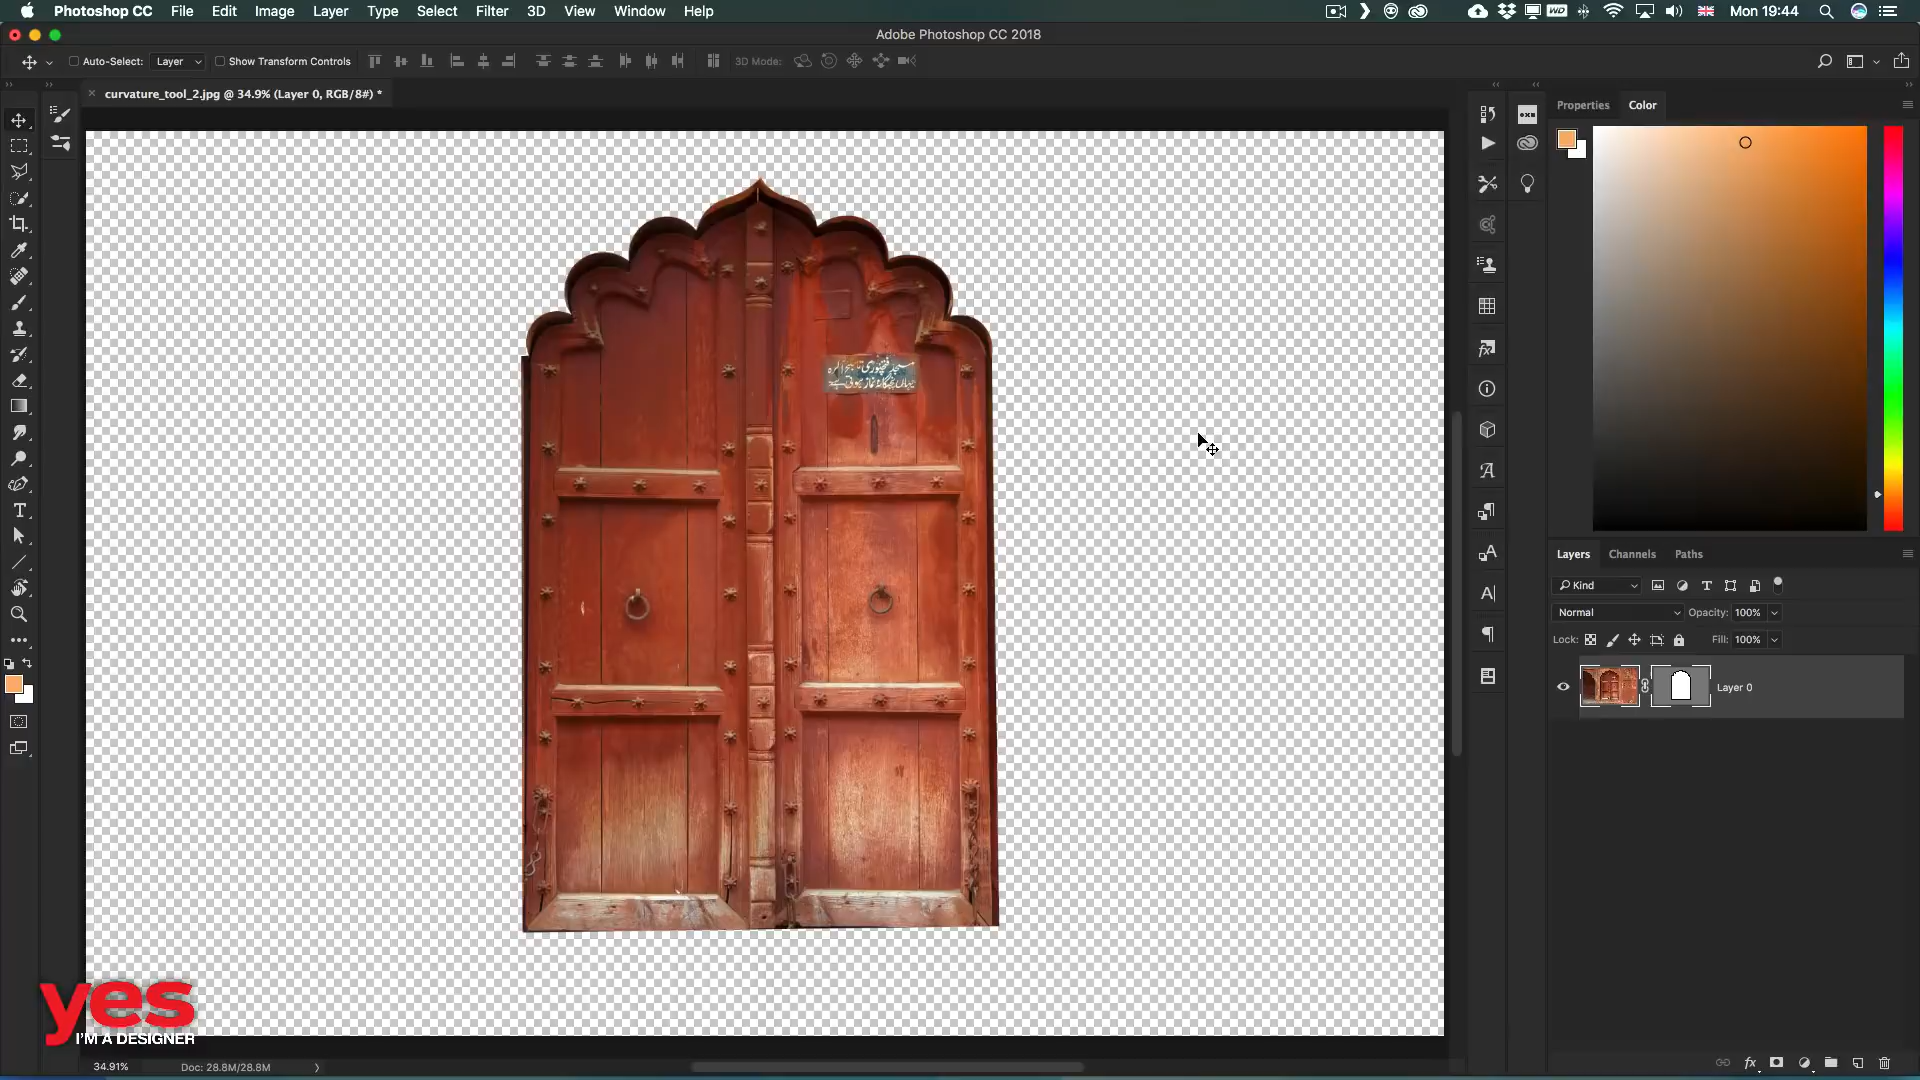 Photoshop CC File Edit Image Layer Type Select Filter 3D View Window Help
WD Mon 19:44
Adobe Photoshop CC 2018
Auto-Select: Layer Show Transform Controls 3D Mode:
curvature_tool_2.jpg @ 34.9% (Layer 0, RGB/8#) *
Properties Color
Layers Channels Paths
Kind
Normal Opacity: 100%
Lock: Fill: 100%
Layer 0
yes
I'M A DESIGNER
34.91% Doc: 28.8M/28.8M